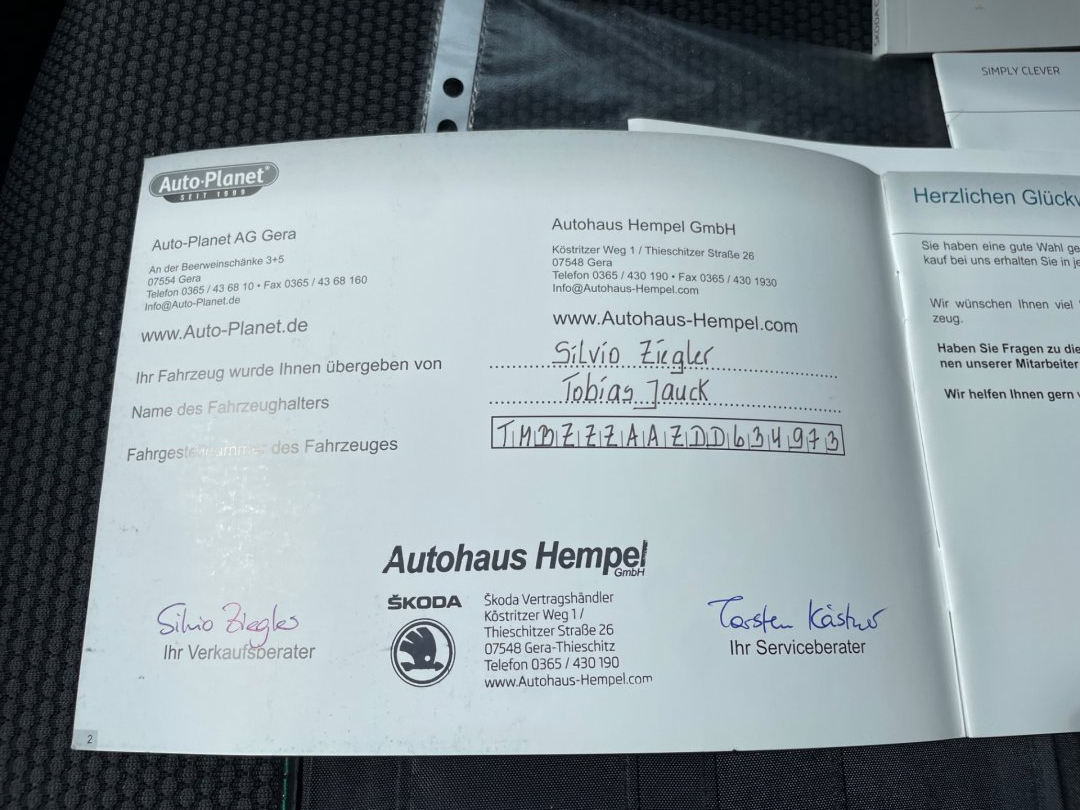 SKODA
SIMPLY CLEVER
Auto-Planet®
SEIT 1909
Auto-Planet AG Gera
An der Beerweinschänke 3+5
07554 Gera
Telefon 0365 / 43 68 10 • Fax 0365 / 43 68 160
Info@Auto-Planet.de
www.Auto-Planet.de
Autohaus Hempel GmbH
Köstritzer Weg 1 / Thieschitzer Straße 26
07548 Gera
Telefon 0365 / 430 190 • Fax 0365 / 430 1930
Info@Autohaus-Hempel.com
www.Autohaus-Hempel.com
Ihr Fahrzeug wurde Ihnen übergeben von Silvio Ziegler
Name des Fahrzeughalters Tobias Jauck
Fahrgestellnummer des Fahrzeuges TMBZZZAAZDD634973
Autohaus Hempel
GmbH
ŠKODA
Škoda Vertragshändler
Köstritzer Weg 1 /
Thieschitzer Straße 26
07548 Gera-Thieschitz
Telefon 0365 / 430 190
www.Autohaus-Hempel.com
Silvio Ziegler
Ihr Verkaufsberater
Torsten Kästner
Ihr Serviceberater
2
Herzlichen Glückw
Sie haben eine gute Wahl ge
kauf bei uns erhalten Sie in je
Wir wünschen Ihnen viel
zeug.
Haben Sie Fragen zu die
nen unserer Mitarbeiter
Wir helfen Ihnen gern